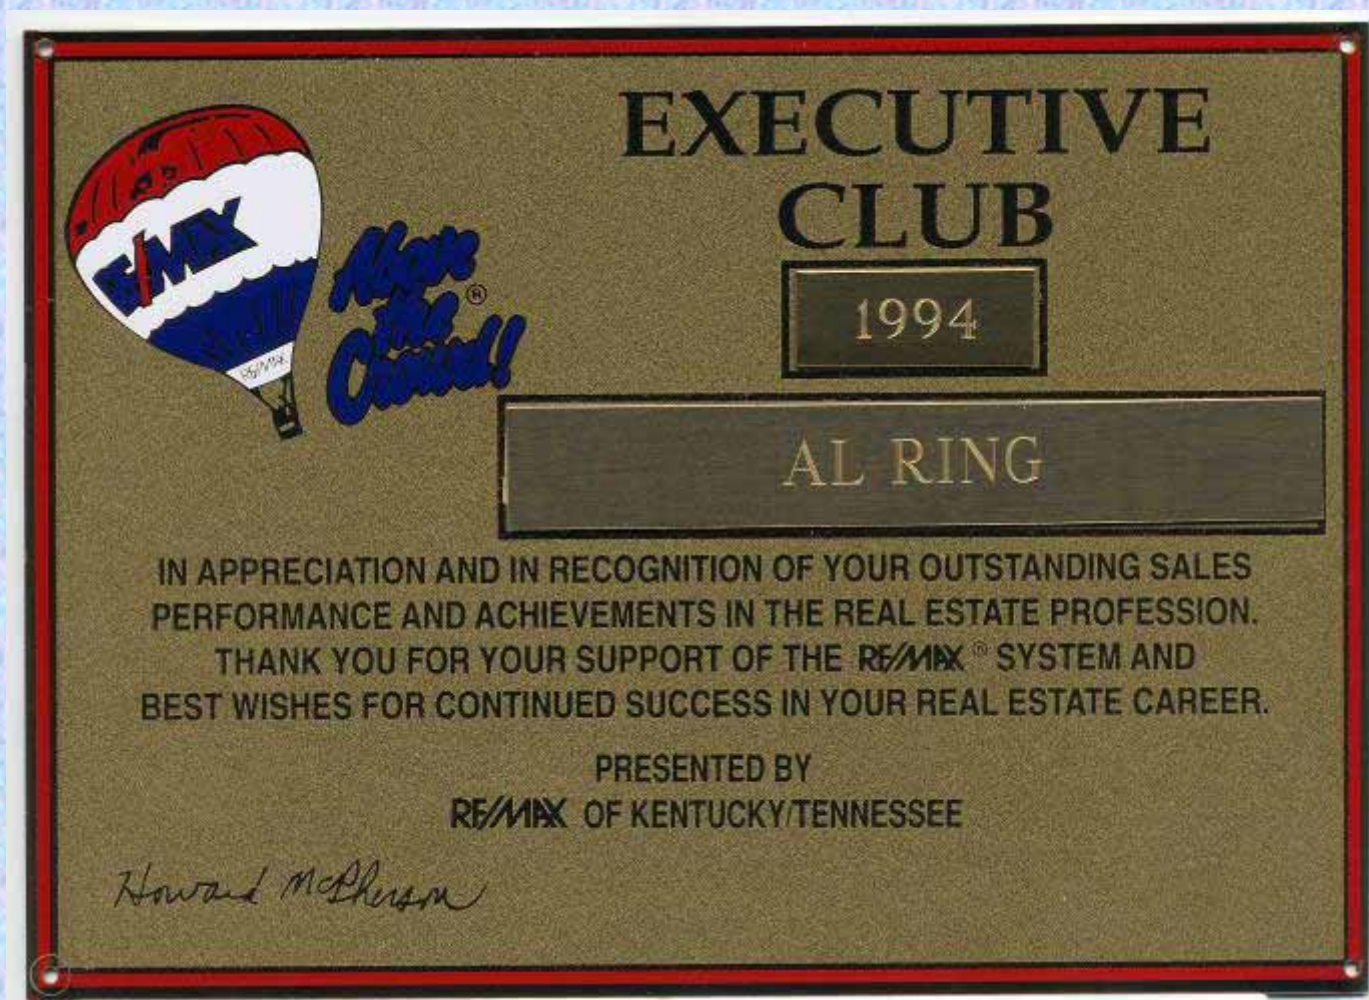 EXECUTIVE
CLUB
RE/MAX
Above
the
Crowd!®
RE/MAX
1994
AL RING
IN APPRECIATION AND IN RECOGNITION OF YOUR OUTSTANDING SALES
PERFORMANCE AND ACHIEVEMENTS IN THE REAL ESTATE PROFESSION.
THANK YOU FOR YOUR SUPPORT OF THE RE/MAX® SYSTEM AND
BEST WISHES FOR CONTINUED SUCCESS IN YOUR REAL ESTATE CAREER.
PRESENTED BY
RE/MAX OF KENTUCKY/TENNESSEE
Howard McPherson